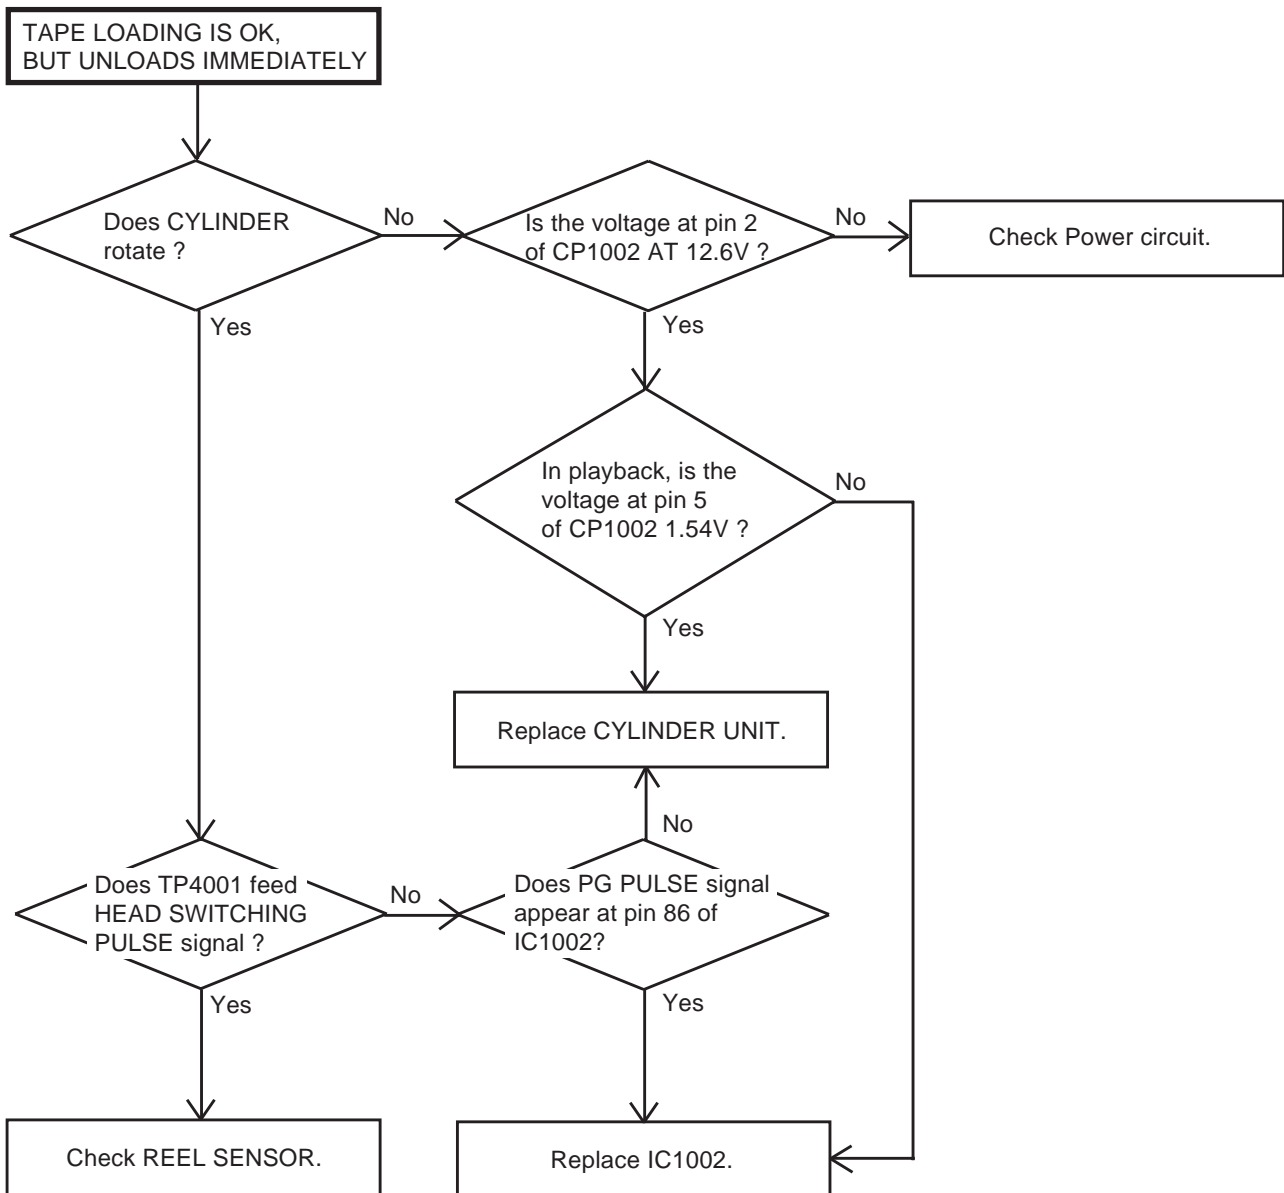 TAPE LOADING IS OK,
BUT UNLOADS IMMEDIATELY
Does CYLINDER
rotate ?
No
Is the voltage at pin 2
of CP1002 AT 12.6V ?
No
Check Power circuit.
Yes
Yes
In playback, is the
voltage at pin 5
of CP1002 1.54V ?
No
Yes
Replace CYLINDER UNIT.
No
Does TP4001 feed
HEAD SWITCHING
PULSE signal ?
No
Does PG PULSE signal
appear at pin 86 of
IC1002?
Yes
Yes
Check REEL SENSOR.
Replace IC1002.